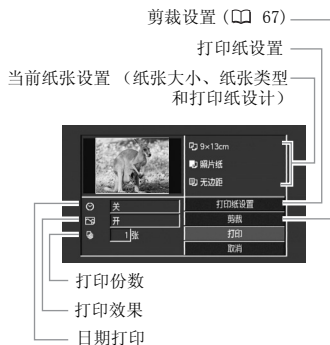 剪裁设置 (67)
打印纸设置
当前纸张设置 （纸张大小、纸张类型
和打印纸设计）
9×13cm
照片纸
无边距
关
开
1张
打印纸设置
剪裁
打印
取消
打印份数
打印效果
日期打印